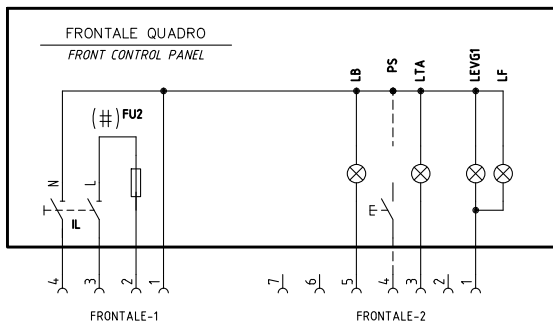 FRONTALE QUADRO
FRONT CONTROL PANEL
LB
PS
LTA
LEVG1
LF
(#) FU2
N
L
IL
4 3 2 1
7 6 5 4 3 2 1
FRONTALE-1
FRONTALE-2